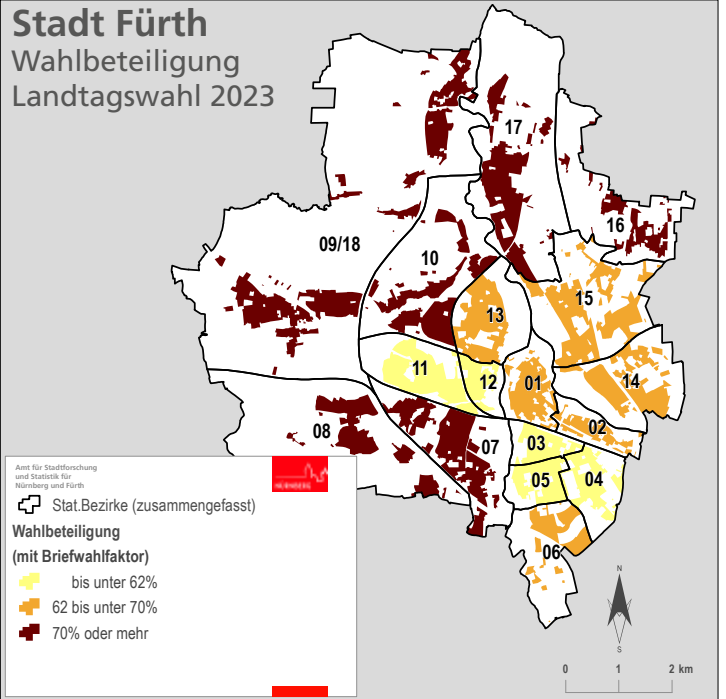 Stadt Fürth
Wahlbeteiligung
Landtagswahl 2023
17
16
09/18
10
15
13
11
12
01
14
02
08
03
07
05
04
06
Amt für Stadtforschung
und Statistik für
Nürnberg und Fürth
NÜRNBERG
Stat.Bezirke (zusammengefasst)
Wahlbeteiligung
(mit Briefwahlfaktor)
bis unter 62%
62 bis unter 70%
70% oder mehr
N
S
0 1 2 km